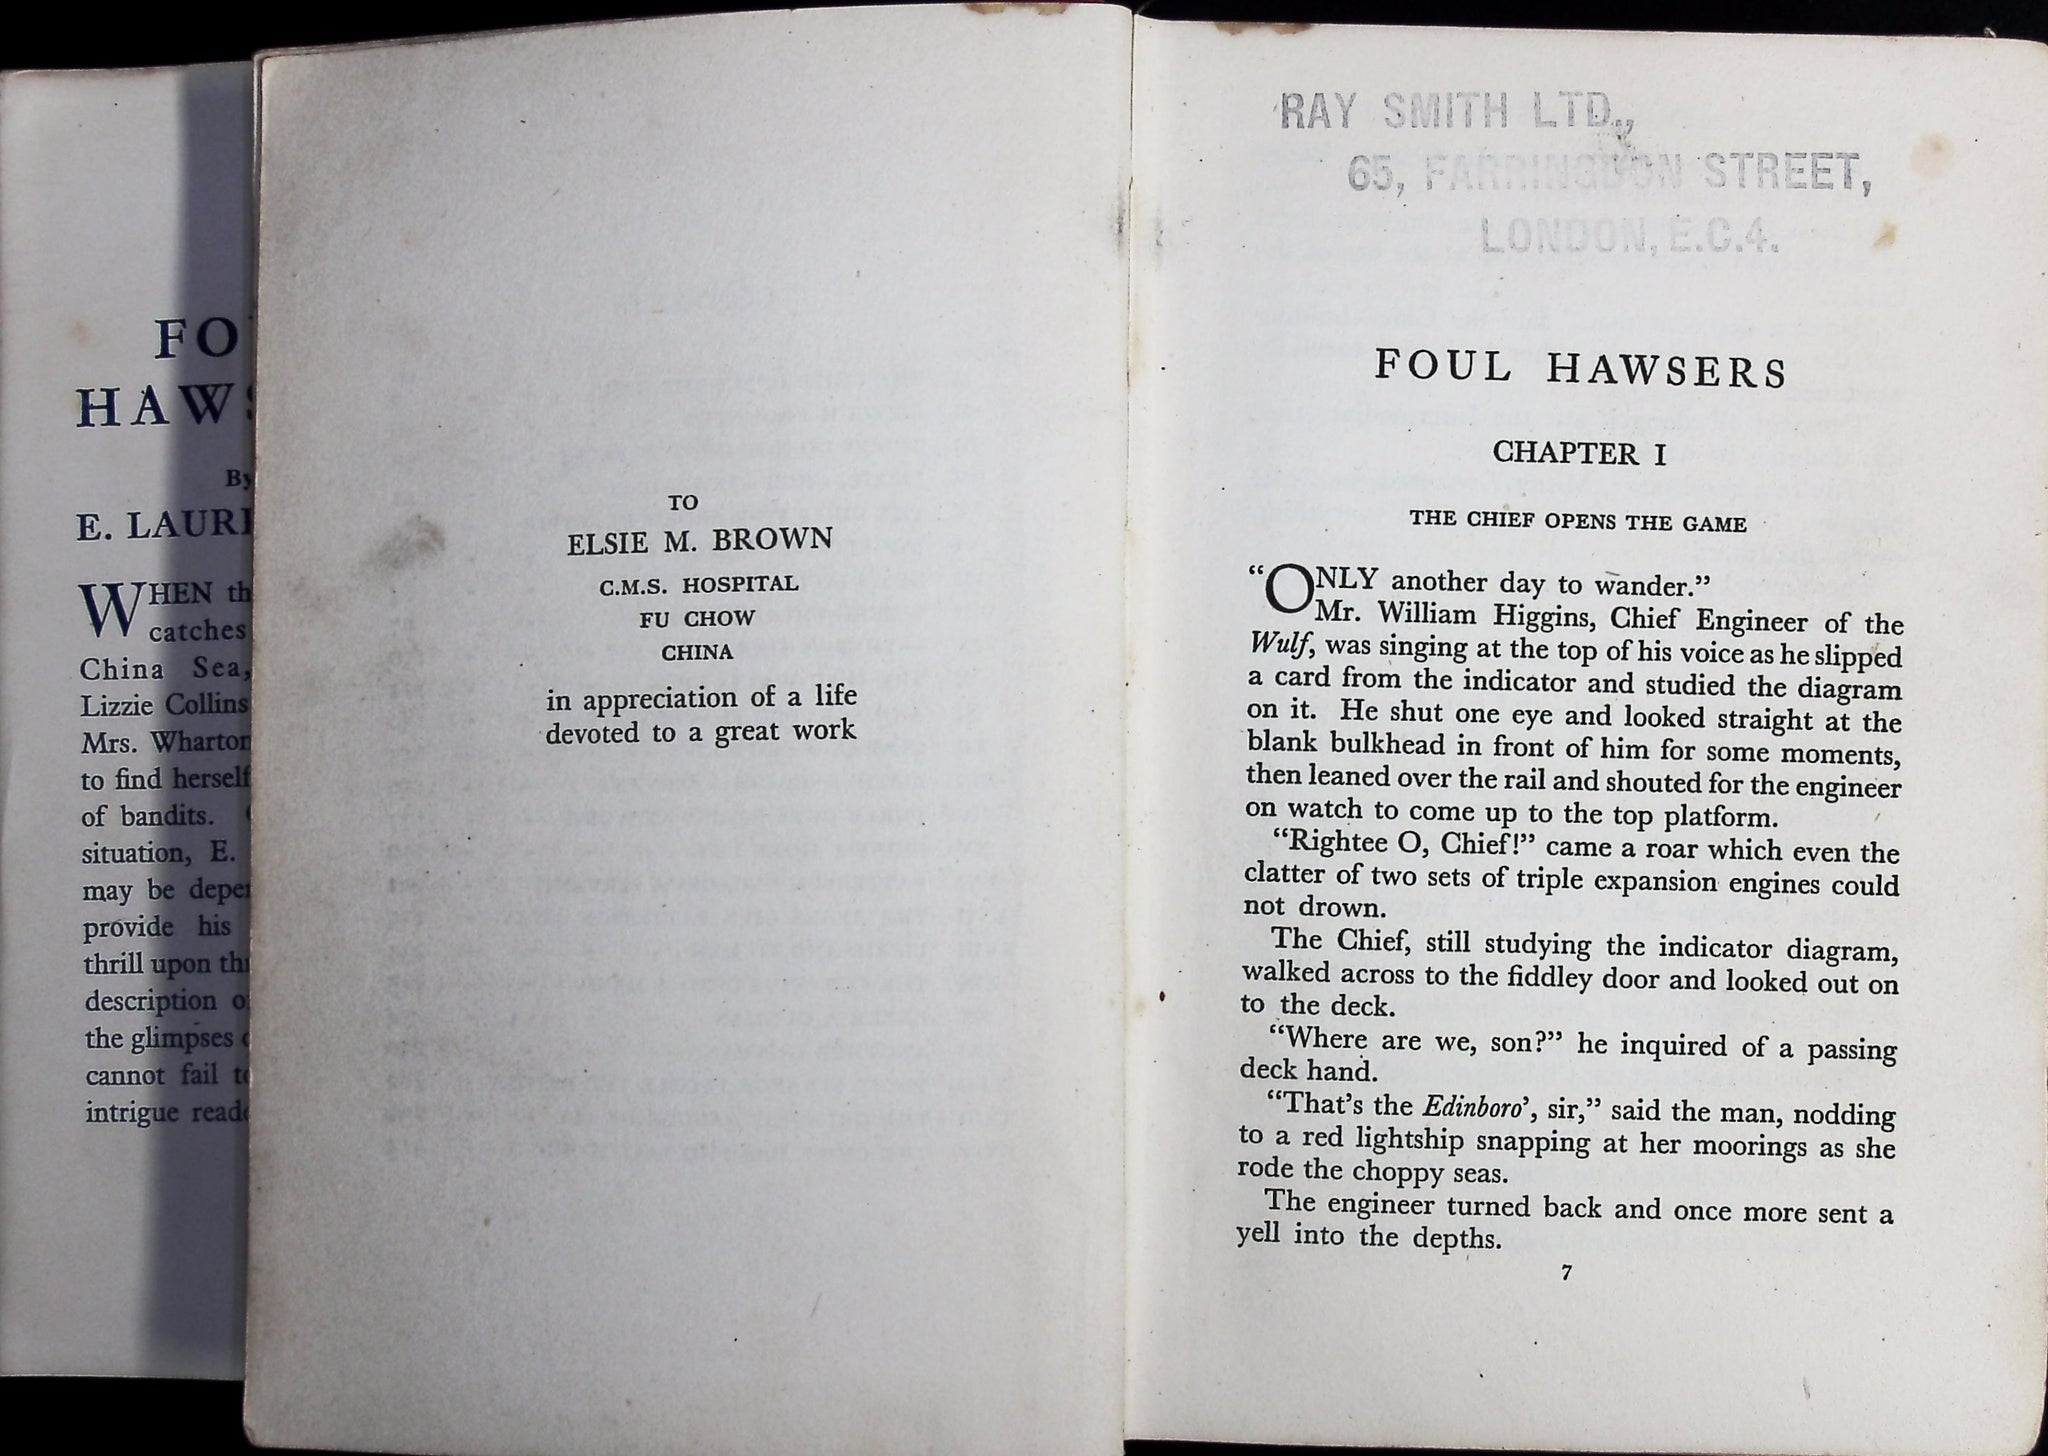 FO
HAWS
By
E. LAURI
WHEN th
catches
China Sea,
Lizzie Collins
Mrs. Wharton
to find herself
of bandits.
situation, E.
may be depe
provide his
thrill upon th
description o
the glimpses
cannot fail t
intrigue read
TO
ELSIE M. BROWN
C.M.S. HOSPITAL
FU CHOW
CHINA
in appreciation of a life
devoted to a great work
RAY SMITH LTD.,
65, FARRINGDON STREET,
LONDON, E.C.4.
FOUL HAWSERS
CHAPTER I
THE CHIEF OPENS THE GAME
“ONLY another day to wander.”
Mr. William Higgins, Chief Engineer of the
Wulf, was singing at the top of his voice as he slipped
a card from the indicator and studied the diagram
on it. He shut one eye and looked straight at the
blank bulkhead in front of him for some moments,
then leaned over the rail and shouted for the engineer
on watch to come up to the top platform.
“Rightee O, Chief!” came a roar which even the
clatter of two sets of triple expansion engines could
not drown.
The Chief, still studying the indicator diagram,
walked across to the fiddley door and looked out on
to the deck.
“Where are we, son?” he inquired of a passing
deck hand.
“That’s the Edinboro’, sir,” said the man, nodding
to a red lightship snapping at her moorings as she
rode the choppy seas.
The engineer turned back and once more sent a
yell into the depths.
7